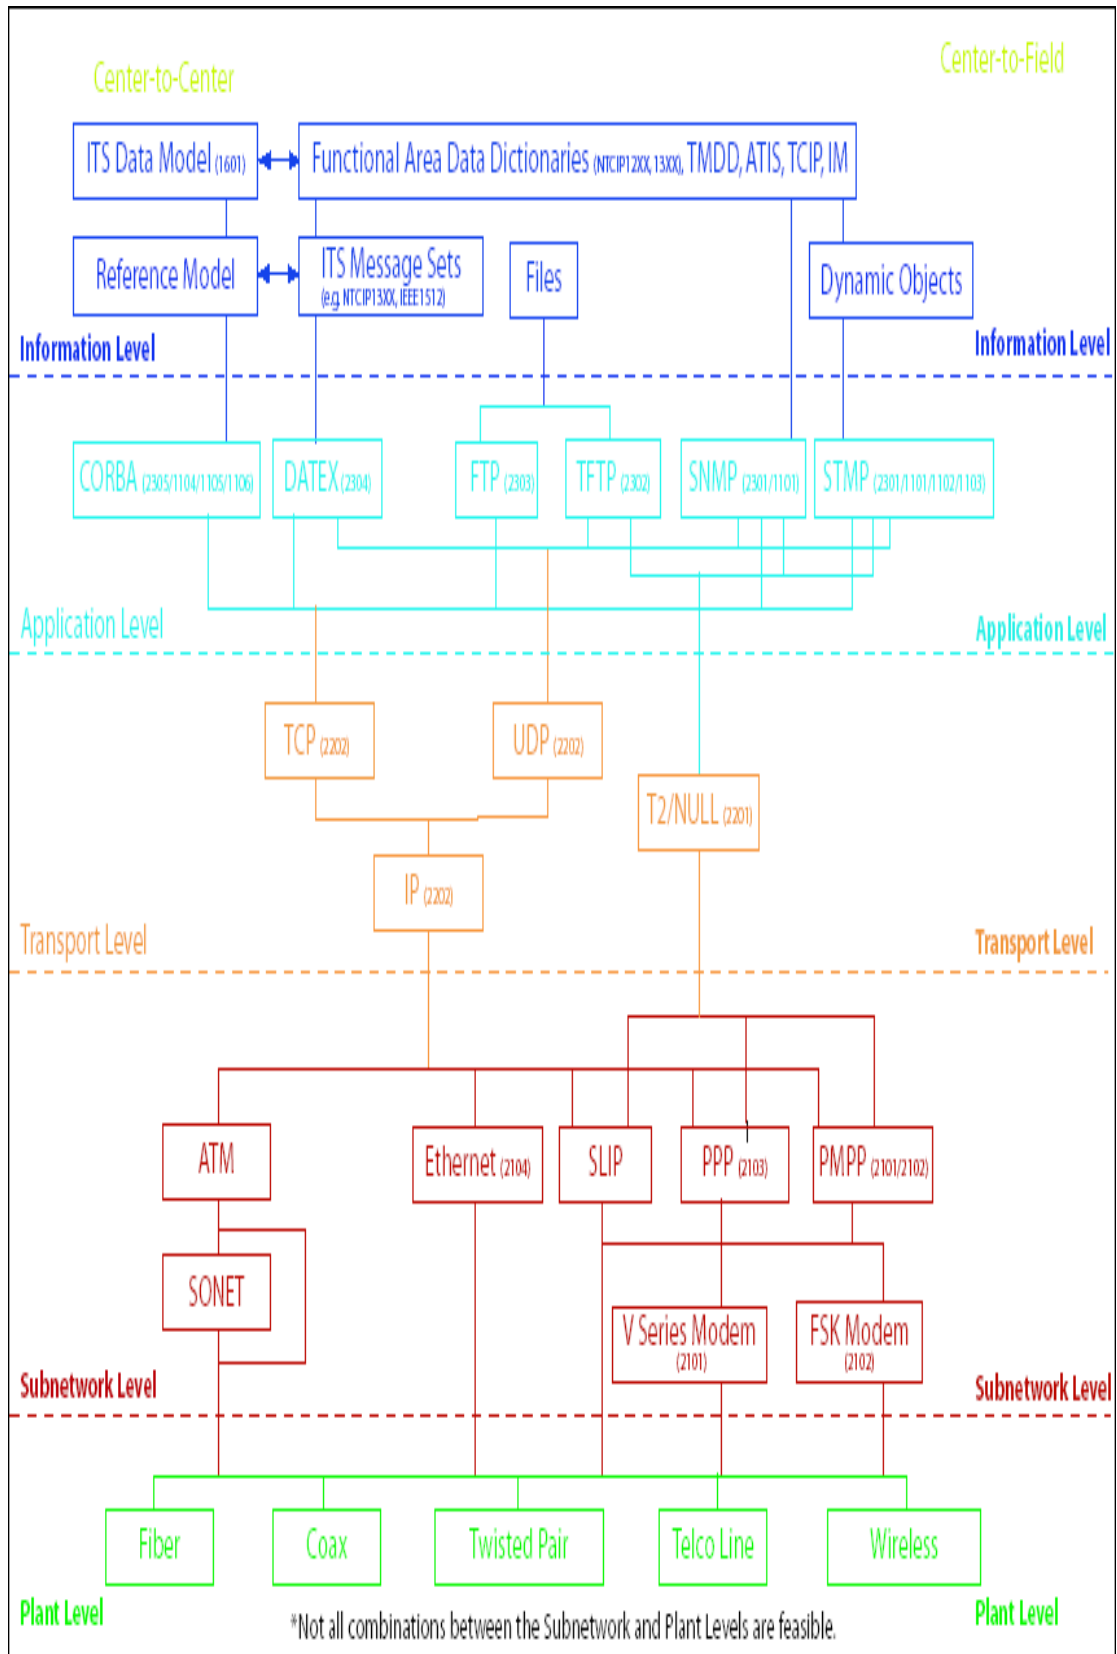 Center-to-Center
Center-to-Field
ITS Data Model (1601)
Functional Area Data Dictionaries (NTCIP12XX, 13XX), TMDD, ATIS, TCIP, IM
Reference Model
ITS Message Sets
(e.g. NTCIP13XX, IEEE1512)
Files
Dynamic Objects
Information Level
Information Level
CORBA (2305/1104/1105/1106)
DATEX (2304)
FTP (2303)
TFTP (2302)
SNMP (2301/1101)
STMP (2301/1101/1102/1103)
Application Level
Application Level
TCP (2202)
UDP (2202)
T2/NULL (2201)
IP (2202)
Transport Level
Transport Level
ATM
Ethernet (2104)
SLIP
PPP (2103)
PMPP (2101/2102)
SONET
V Series Modem
(2101)
FSK Modem
(2102)
Subnetwork Level
Subnetwork Level
Fiber
Coax
Twisted Pair
Telco Line
Wireless
Plant Level
Plant Level
*Not all combinations between the Subnetwork and Plant Levels are feasible.